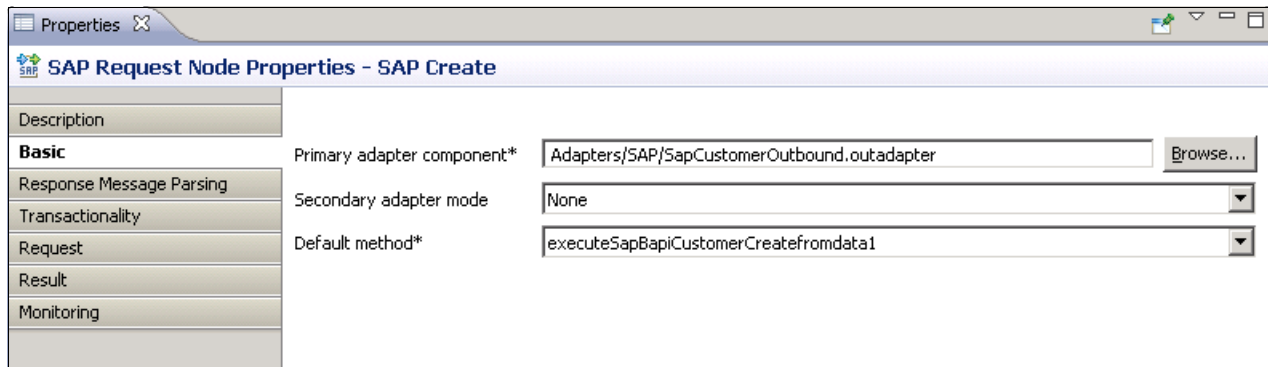 Properties
SAP
SAP Request Node Properties - SAP Create
Description
Basic
Response Message Parsing
Transactionality
Request
Result
Monitoring
Primary adapter component* Adapters/SAP/SapCustomerOutbound.outadapter Browse...
Secondary adapter mode None
Default method* executeSapBapiCustomerCreatefromdata1